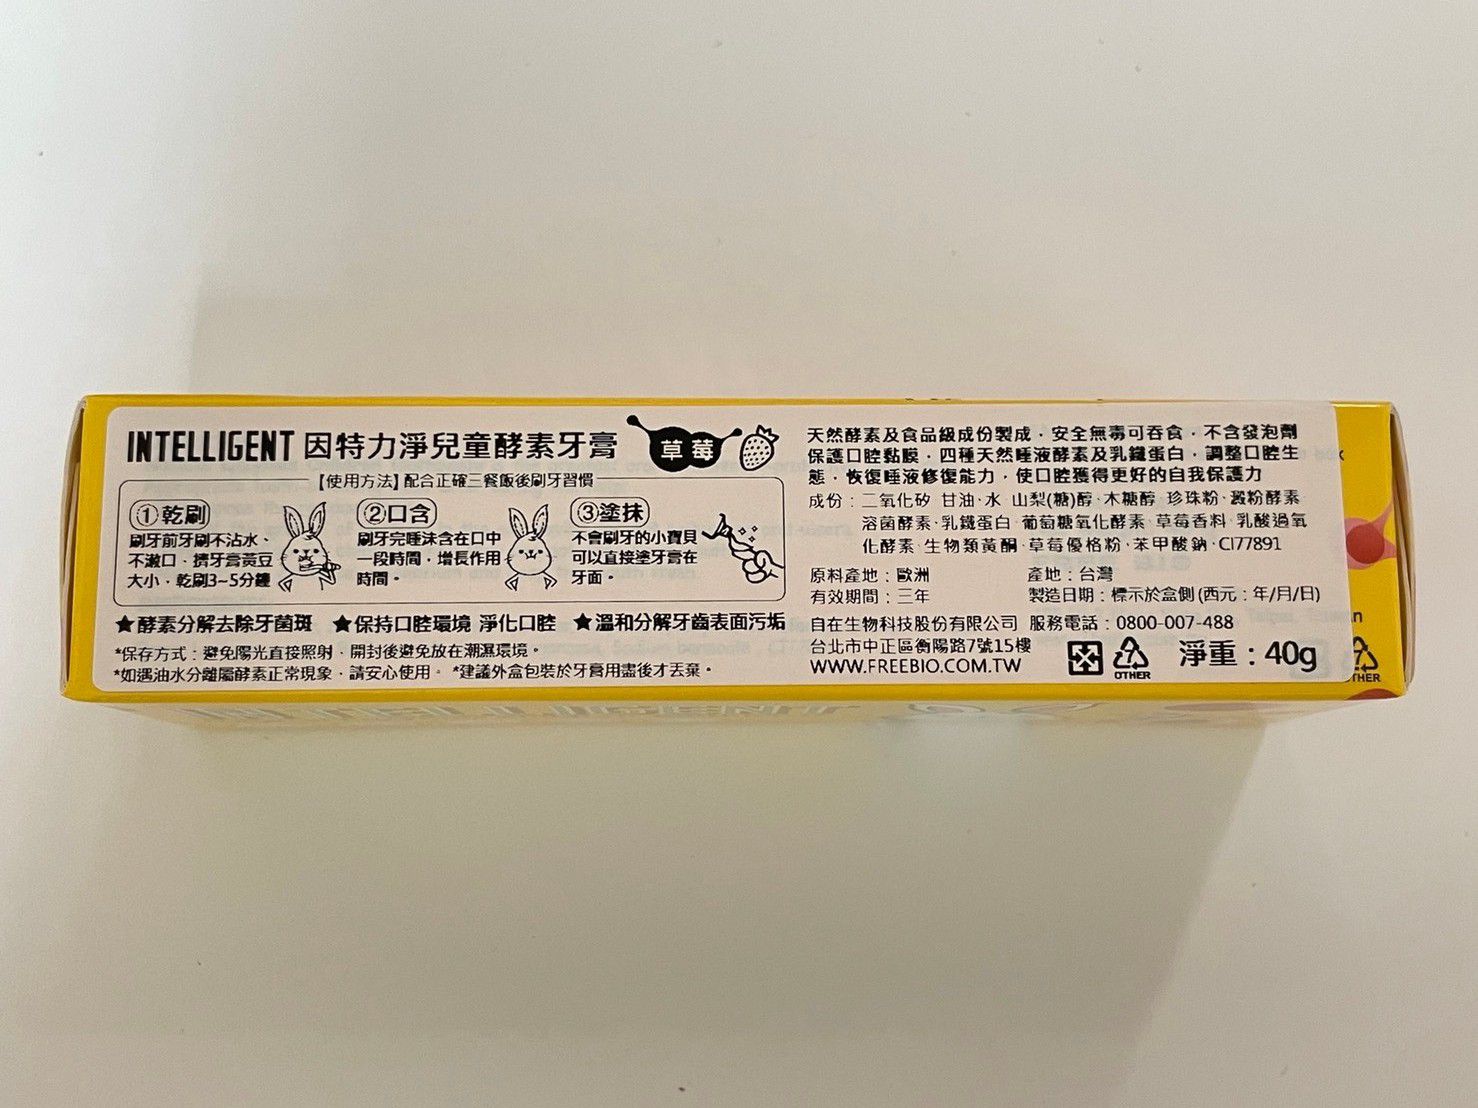 INTELLIGENT 因特力淨兒童酵素牙膏 草莓
【使用方法】配合正確三餐飯後刷牙習慣
①乾刷
刷牙前牙刷不沾水、
不漱口，擠牙膏黃豆
大小，乾刷3~5分鐘
②口含
刷牙完唾沫含在口中
一段時間，增長作用
時間。
③塗抹
不會刷牙的小寶貝
可以直接塗牙膏在
牙面。
★酵素分解去除牙菌斑 ★保持口腔環境 淨化口腔 ★溫和分解牙齒表面污垢
*保存方式：避免陽光直接照射，開封後避免放在潮濕環境。
*如遇油水分離屬酵素正常現象，請安心使用。 *建議外盒包裝於牙膏用盡後才丟棄。
天然酵素及食品級成份製成，安全無毒可吞食，不含發泡劑
保護口腔黏膜，四種天然唾液酵素及乳鐵蛋白，調整口腔生
態，恢復唾液修復能力，使口腔獲得更好的自我保護力
成份：二氧化矽 甘油·水 山梨(糖)醇·木糖醇 珍珠粉·澱粉酵素
溶菌酵素·乳鐵蛋白 葡萄糖氧化酵素 草莓香料 乳酸過氧
化酵素·生物類黃酮·草莓優格粉·苯甲酸鈉·CI77891
原料產地：歐洲 產地：台灣
有效期間：三年 製造日期：標示於盒側(西元：年/月/日)
自在生物科技股份有限公司 服務電話：0800-007-488
台北市中正區衡陽路7號15樓
WWW.FREEBIO.COM.TW
7
OTHER
淨重：40g
7
THER